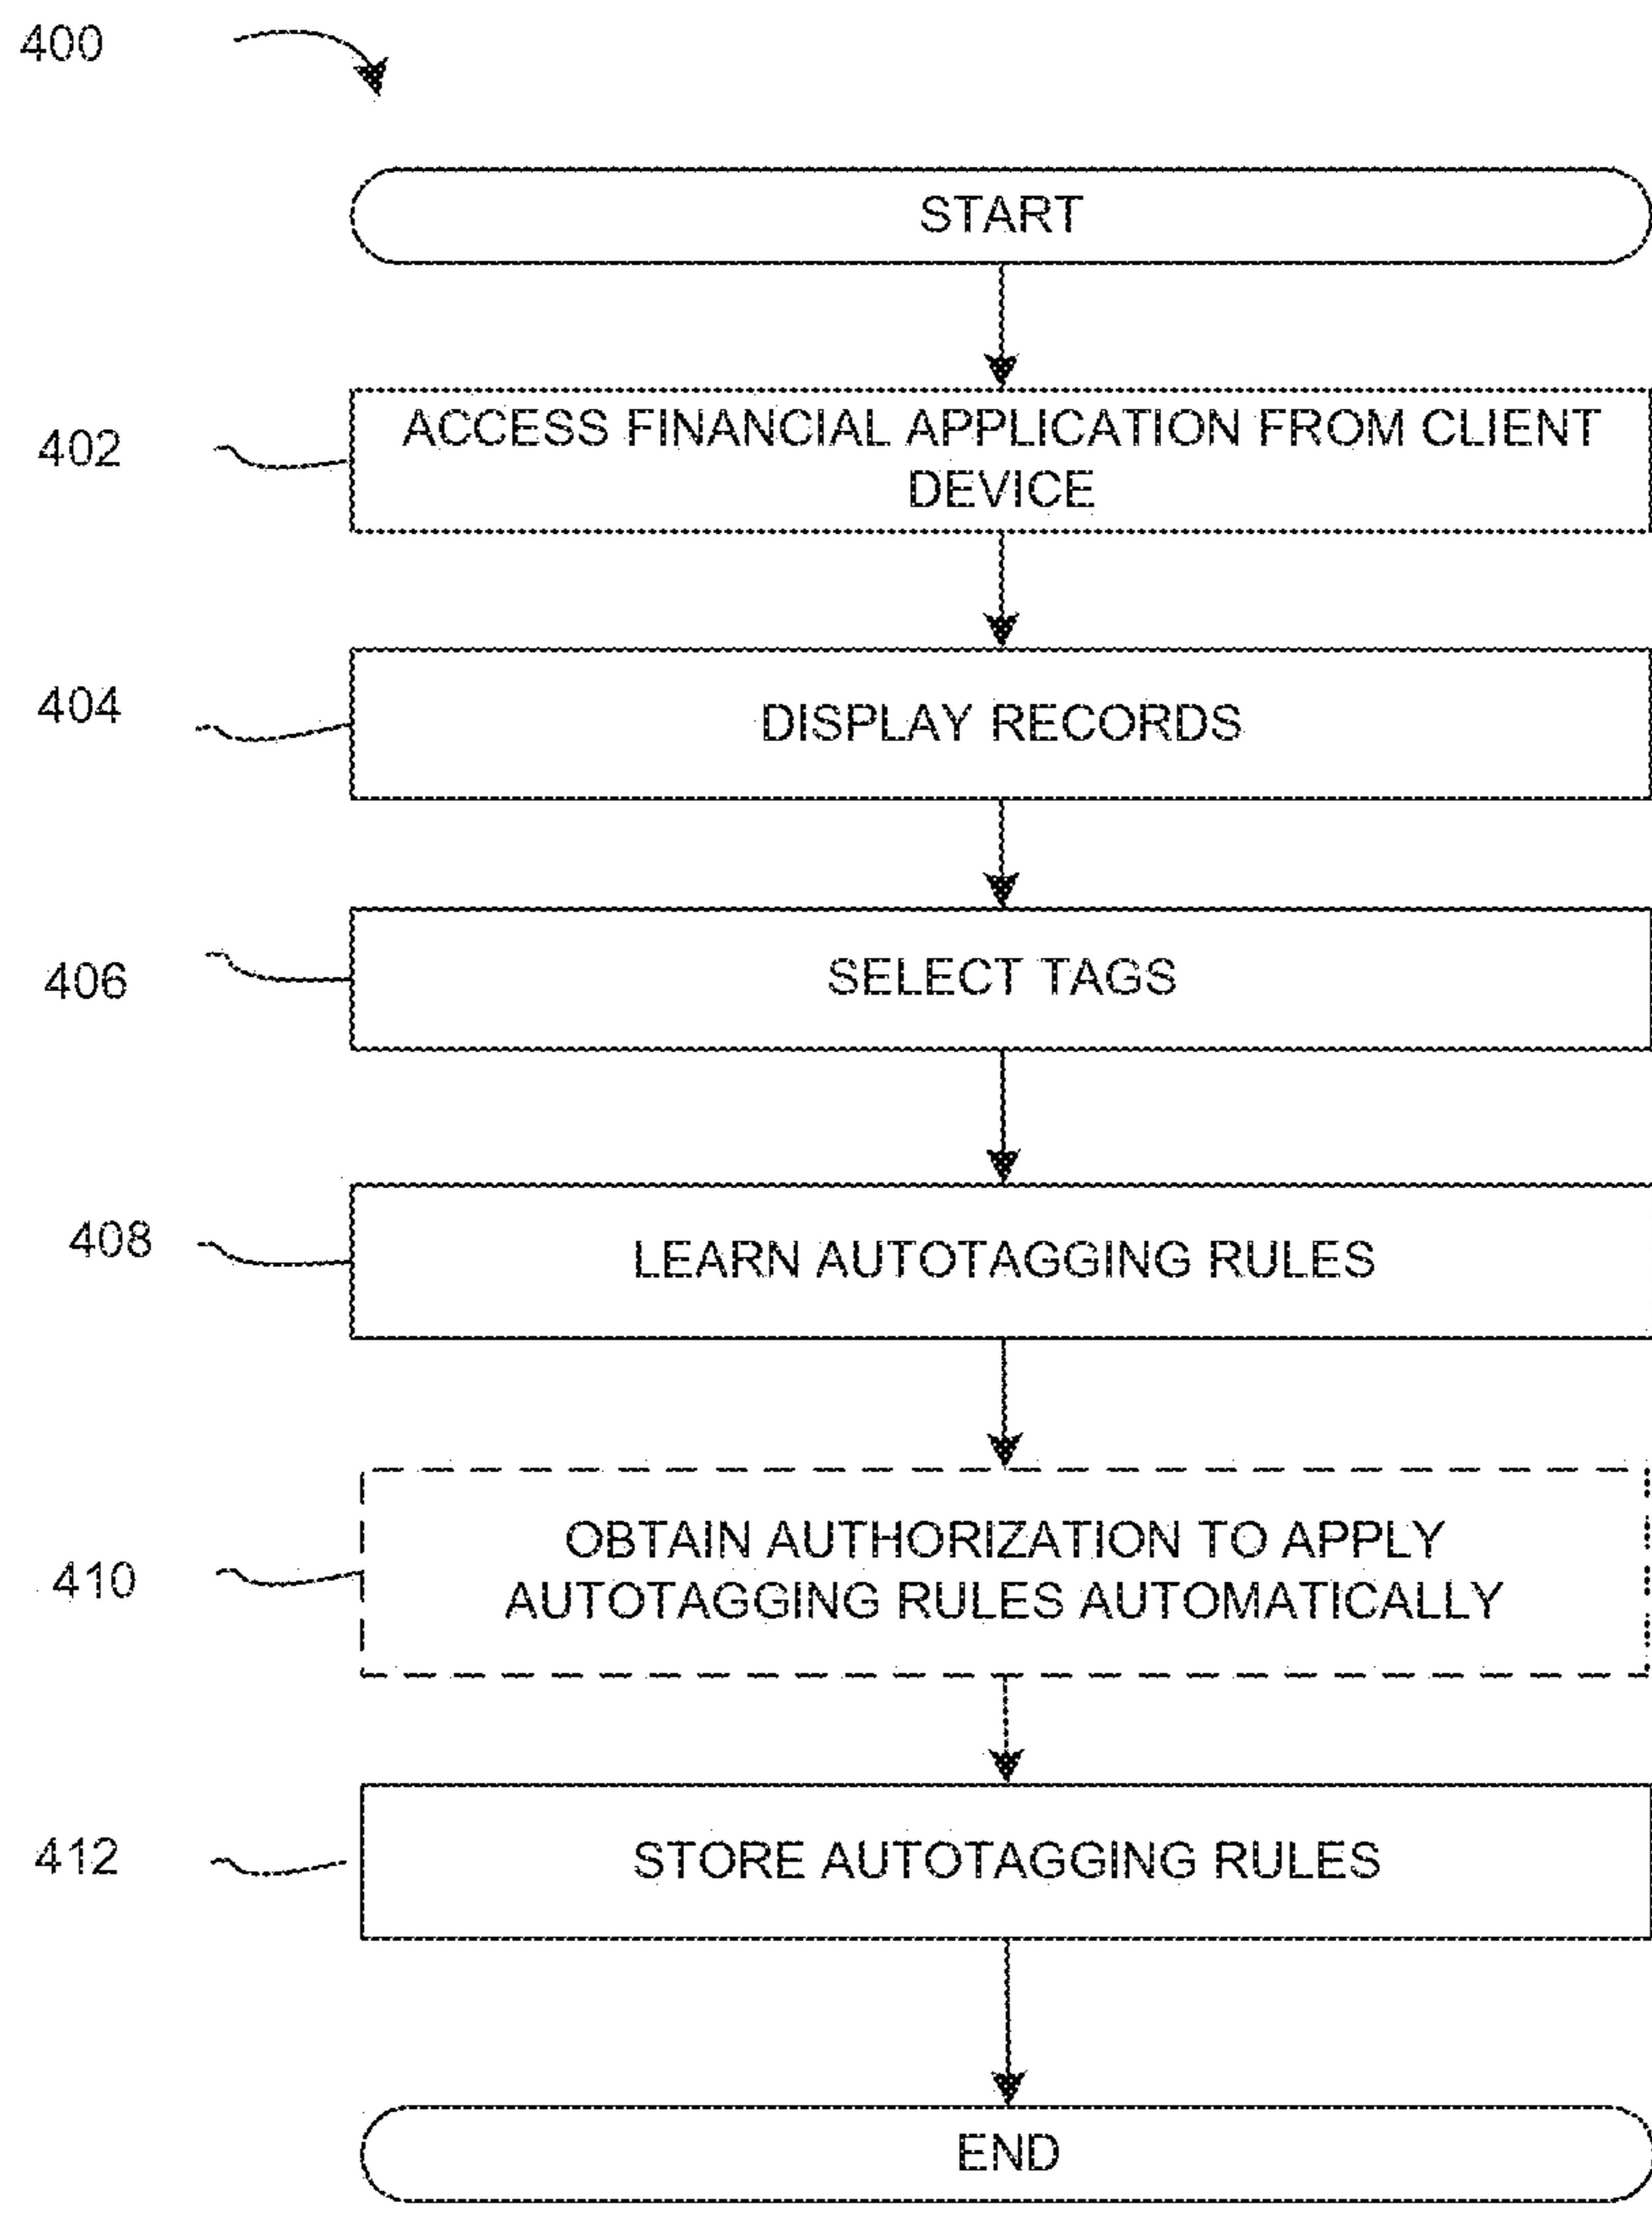 400
START
402
ACCESS FINANCIAL APPLICATION FROM CLIENT
DEVICE
404
DISPLAY RECORDS
406
SELECT TAGS
408
LEARN AUTOTAGGING RULES
410
OBTAIN AUTHORIZATION TO APPLY
AUTOTAGGING RULES AUTOMATICALLY
412
STORE AUTOTAGGING RULES
END